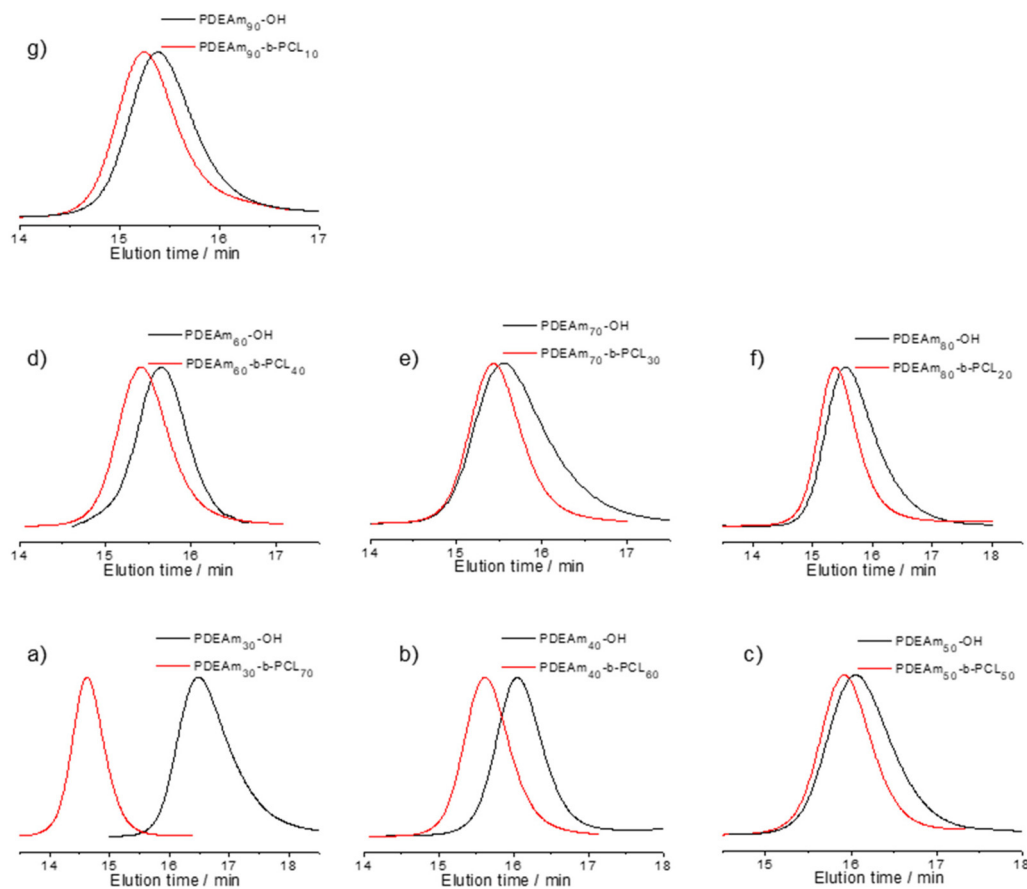 g)
PDEAm90-OH
PDEAm90-b-PCL10
14 15 16 17
Elution time / min
d)
PDEAm60-OH
PDEAm60-b-PCL40
14 15 16 17
Elution time / min
e)
PDEAm70-OH
PDEAm70-b-PCL30
14 15 16 17
Elution time / min
f)
PDEAm80-OH
PDEAm80-b-PCL20
14 15 16 17 18
Elution time / min
a)
PDEAm30-OH
PDEAm30-b-PCL70
14 15 16 17 18
Elution time / min
b)
PDEAm40-OH
PDEAm40-b-PCL60
14 15 16 17 18
Elution time / min
c)
PDEAm50-OH
PDEAm50-b-PCL50
15 16 17 18
Elution time / min